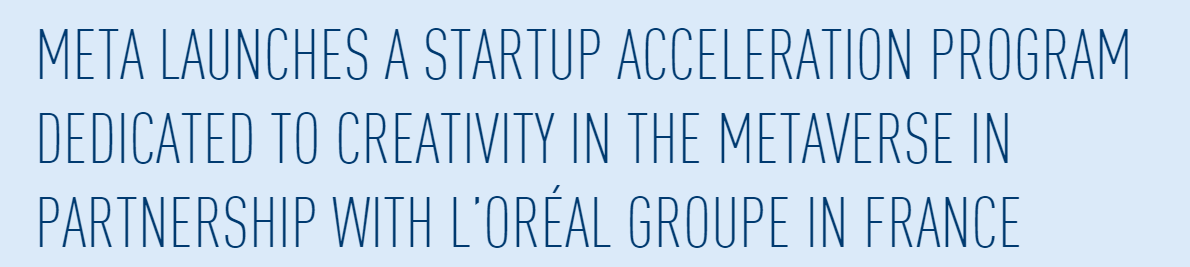 META LAUNCHES A STARTUP ACCELERATION PROGRAM
DEDICATED TO CREATIVITY IN THE METAVERSE IN
PARTNERSHIP WITH L'ORÉAL GROUPE IN FRANCE